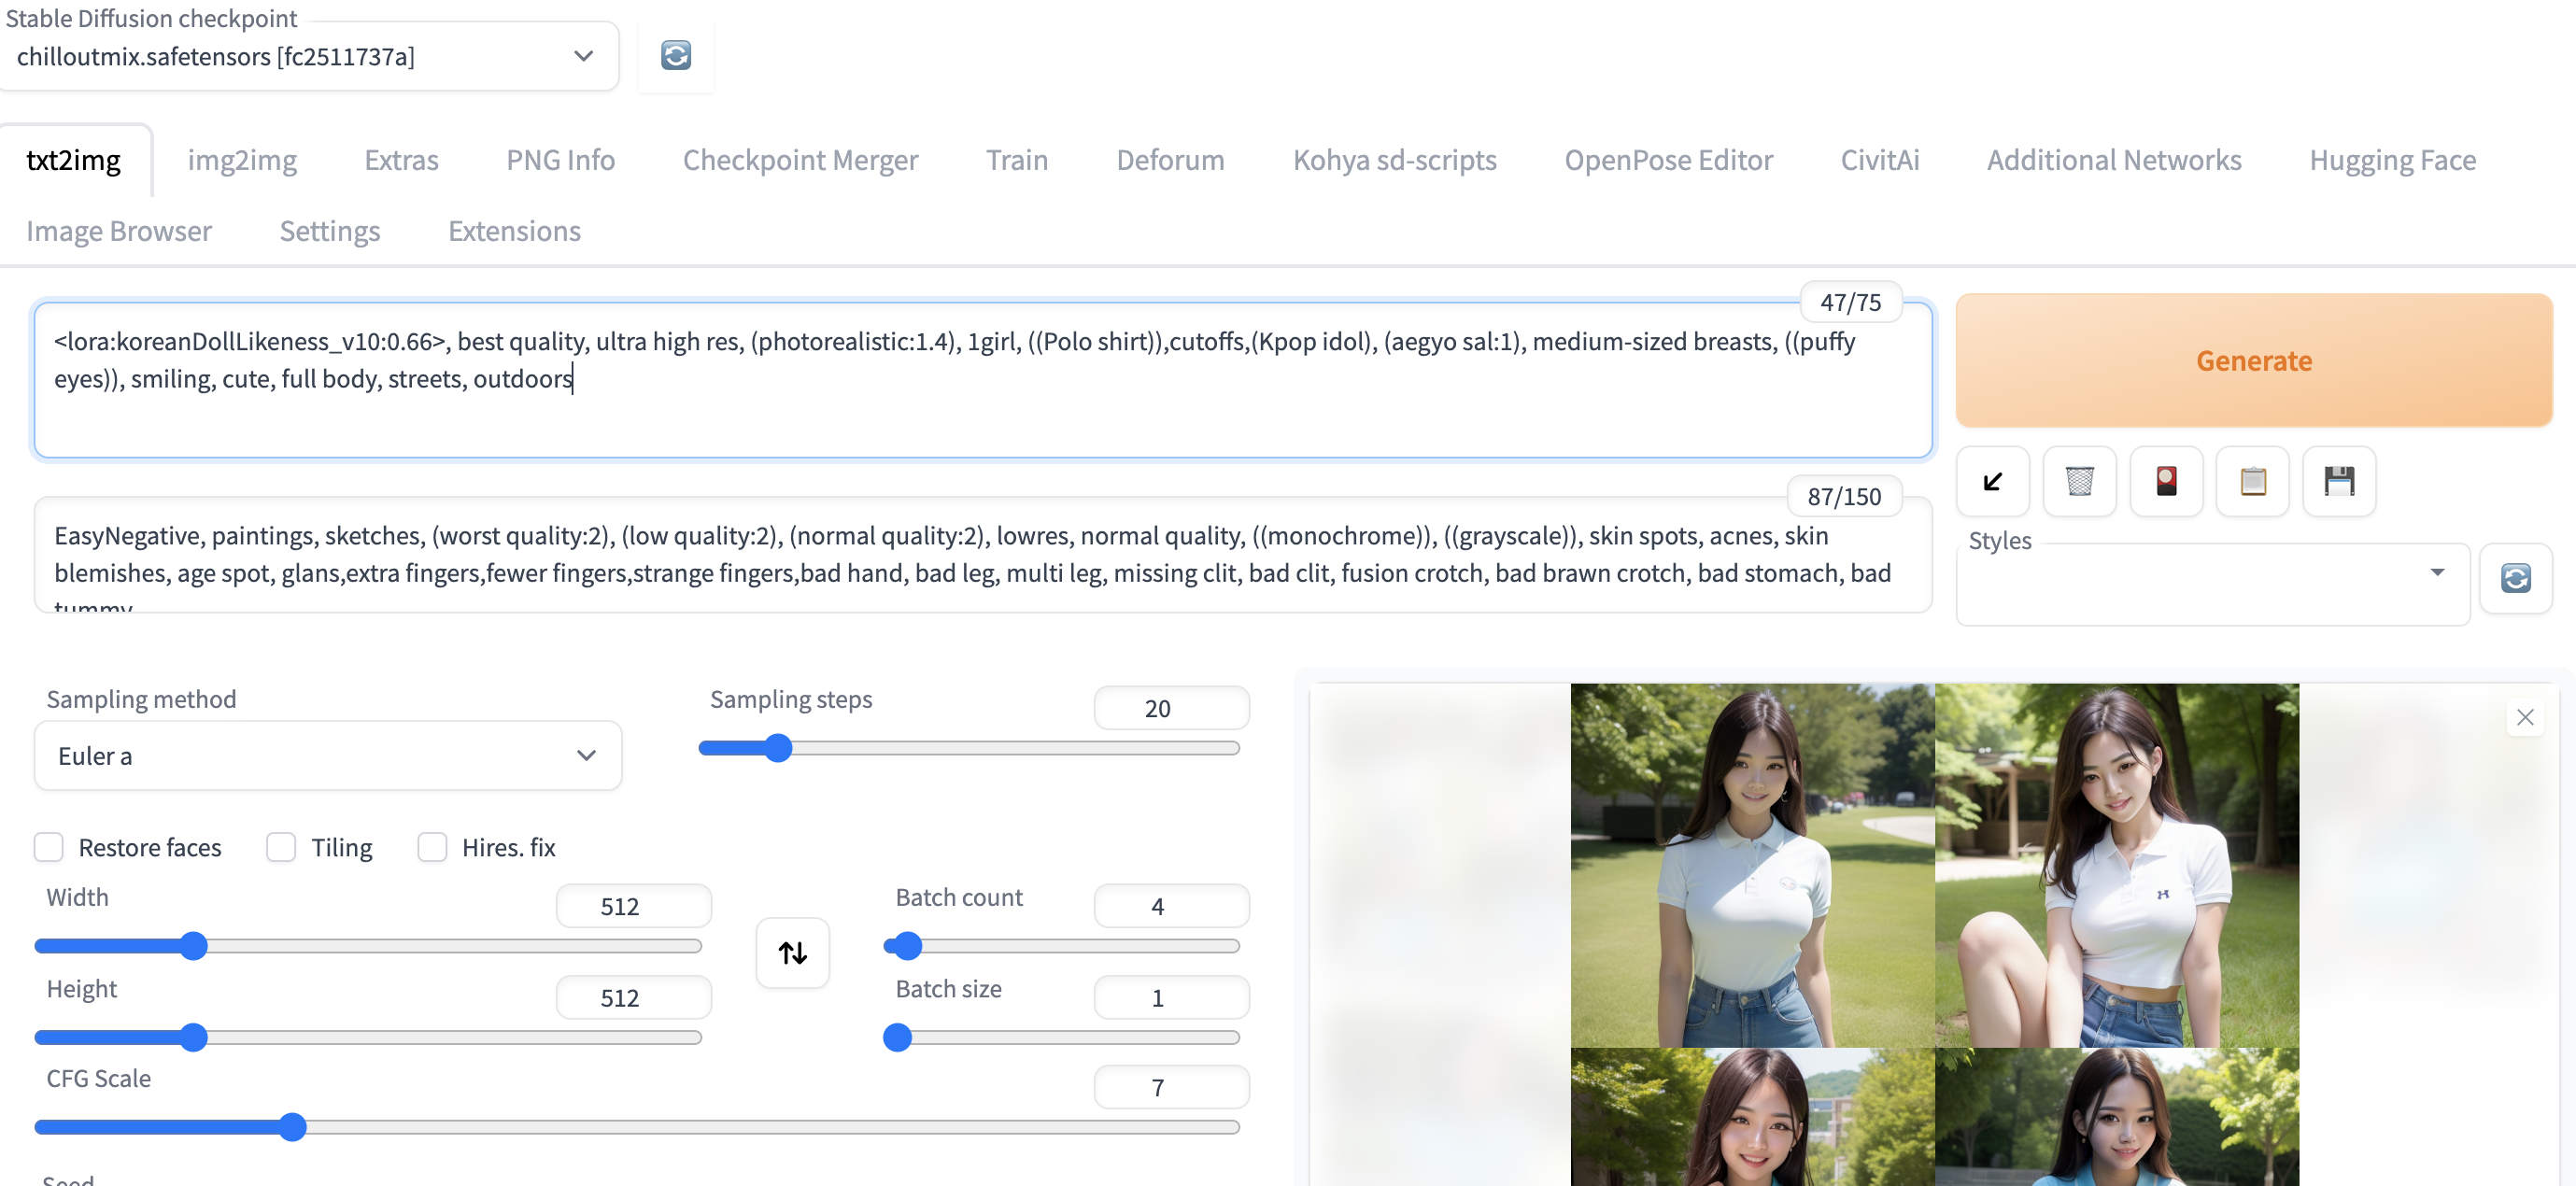 Stable Diffusion checkpoint
chilloutmix.safetensors [fc2511737a]
txt2img img2img Extras PNG Info Checkpoint Merger Train Deforum Kohya sd-scripts OpenPose Editor CivitAi Additional Networks Hugging Face
Image Browser Settings Extensions
47/75
<lora:koreanDollLikeness_v10:0.66>, best quality, ultra high res, (photorealistic:1.4), 1girl, ((Polo shirt)),cutoffs,(Kpop idol), (aegyo sal:1), medium-sized breasts, ((puffy
eyes)), smiling, cute, full body, streets, outdoors
Generate
87/150
EasyNegative, paintings, sketches, (worst quality:2), (low quality:2), (normal quality:2), lowres, normal quality, ((monochrome)), ((grayscale)), skin spots, acnes, skin
blemishes, age spot, glans,extra fingers,fewer fingers,strange fingers,bad hand, bad leg, multi leg, missing clit, bad clit, fusion crotch, bad brawn crotch, bad stomach, bad
tummy
Styles
Sampling method
Euler a
Sampling steps
20
Restore faces Tiling Hires. fix
Width
512
Batch count
4
Height
512
Batch size
1
CFG Scale
7
Seed